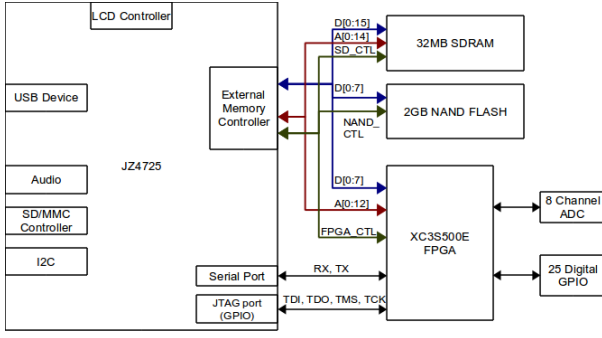 LCD Controller
D[0:15]
A[0:14]
SD_CTL
32MB SDRAM
USB Device
External
Memory
Controller
D[0:7]
2GB NAND FLASH
NAND_
CTL
JZ4725
Audio
SD/MMC
Controller
I2C
D[0:7]
A[0:12]
FPGA_CTL
XC3S500E
FPGA
8 Channel
ADC
25 Digital
GPIO
Serial Port
RX, TX
JTAG port
(GPIO)
TDI, TDO, TMS, TCK